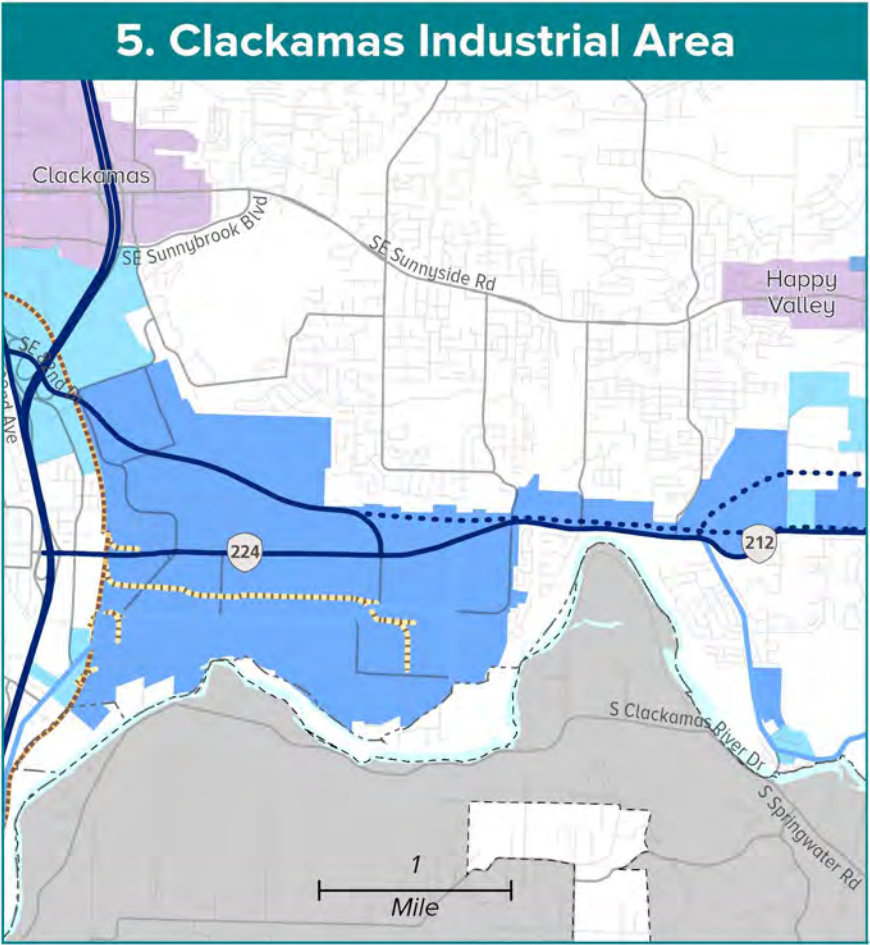 5. Clackamas Industrial Area
Clackamas
SE Sunnybrook Blvd
SE Sunnyside Rd
Happy
Valley
224
212
S Clackamas River Dr
S Springwater Rd
1
Mile